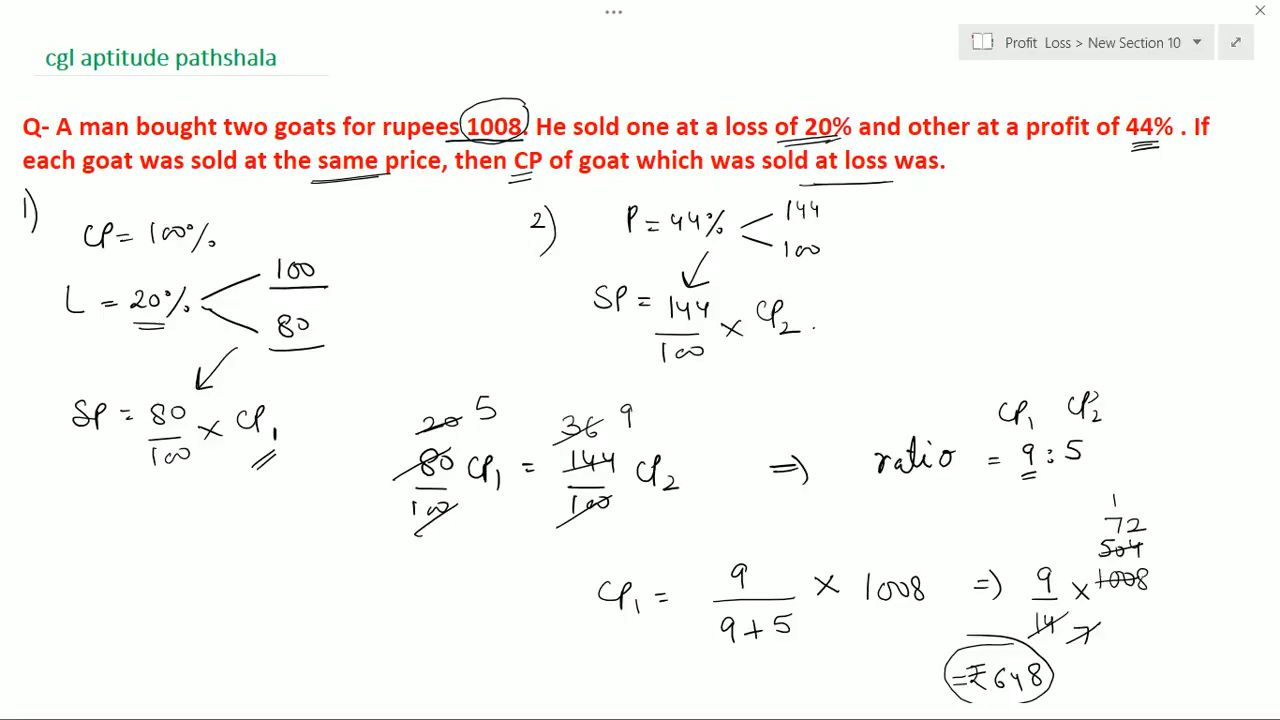 cgl aptitude pathshala
Profit Loss > New Section 10
Q- A man bought two goats for rupees 1008. He sold one at a loss of 20% and other at a profit of 44% . If
each goat was sold at the same price, then CP of goat which was sold at loss was.
1)
CP = 100%
L = 20% 100
80
SP = 80/100 × CP1
2)
P = 44% 144
100
SP = 144/100 × CP2 .
20 5 36 9
80/100 CP1 = 144/100 CP2 => ratio = 9 : 5
CP1 CP2
CP1 = 9/9+5 × 1008 => 9/14 × 1008
7
504
72
1
= ₹ 648